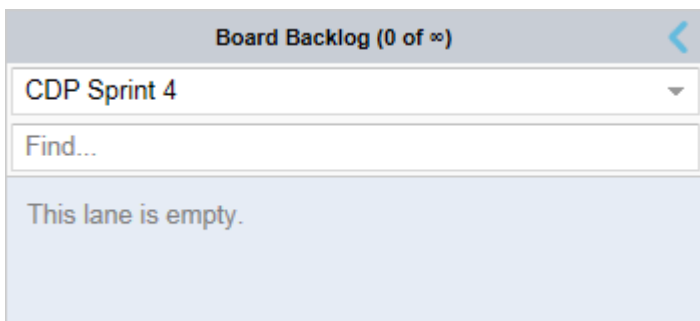 Board Backlog (0 of ∞)
CDP Sprint 4
Find...
This lane is empty.